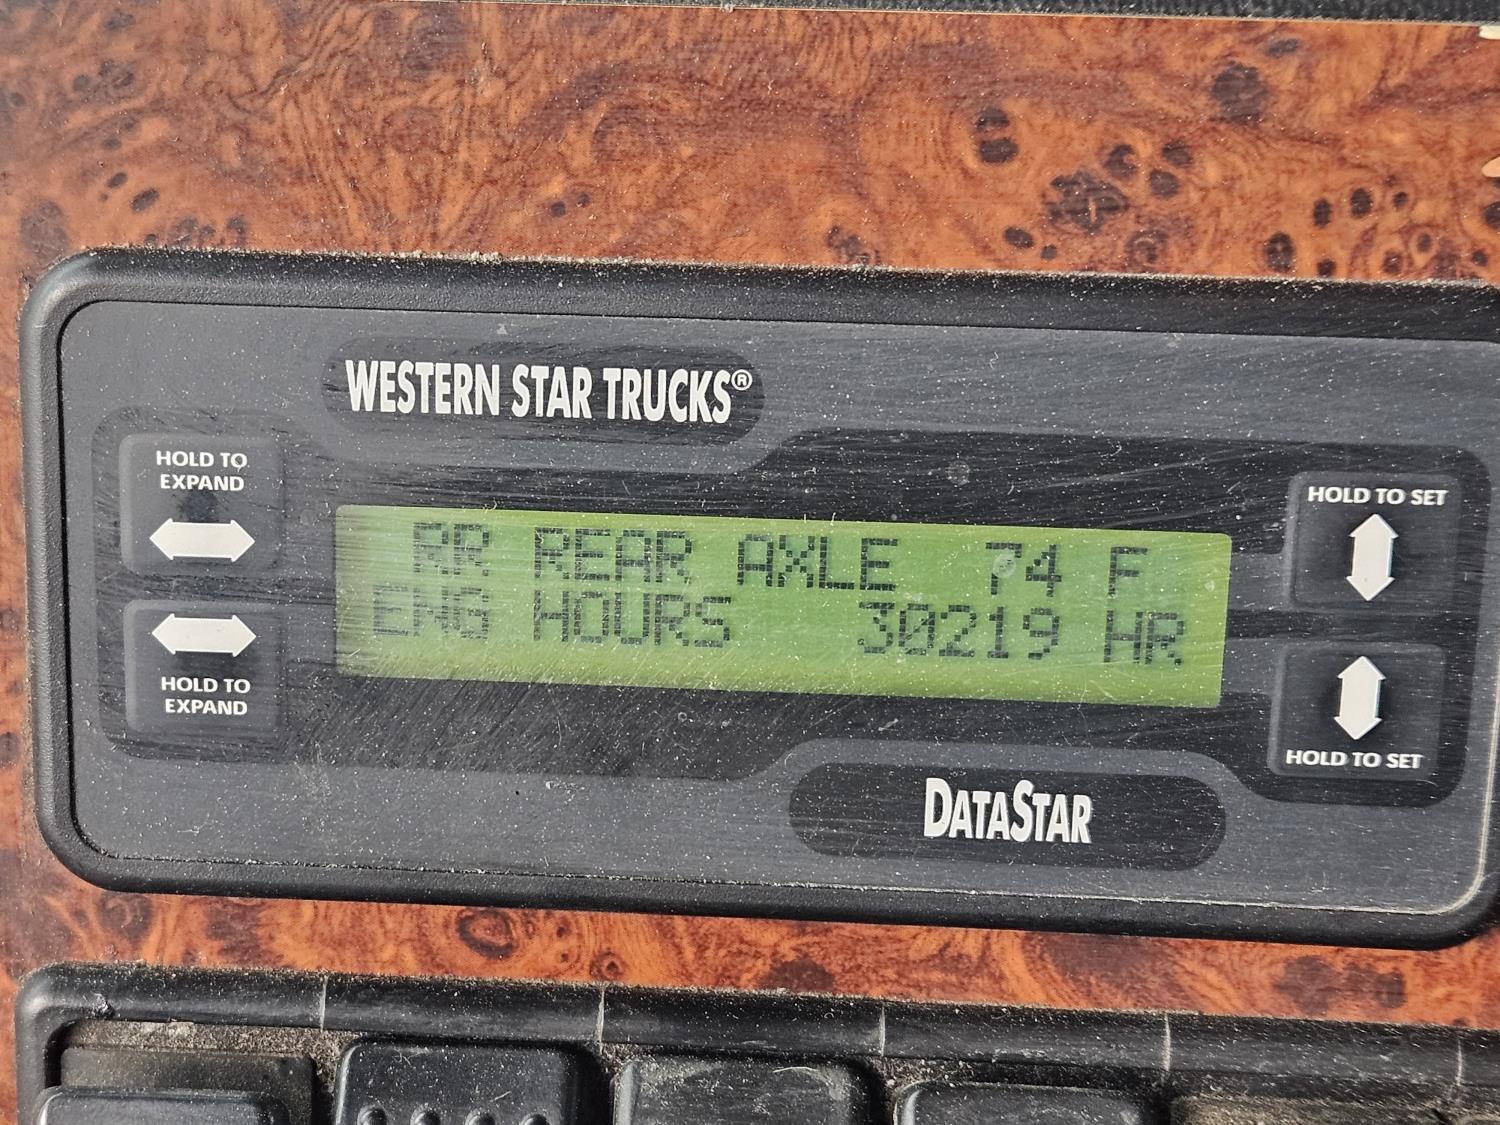 WESTERN STAR TRUCKS®
HOLD TO
EXPAND
HOLD TO SET
RR REAR AXLE 74 F
ENG HOURS 30219 HR
HOLD TO
EXPAND
HOLD TO SET
DATASTAR